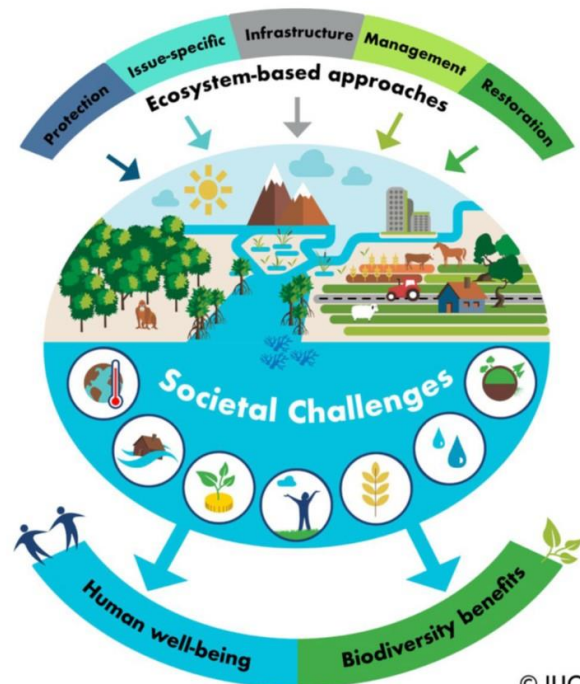 Protection
Issue-specific
Infrastructure
Management
Restoration
Ecosystem-based approaches
Societal Challenges
Human well-being
Biodiversity benefits
©